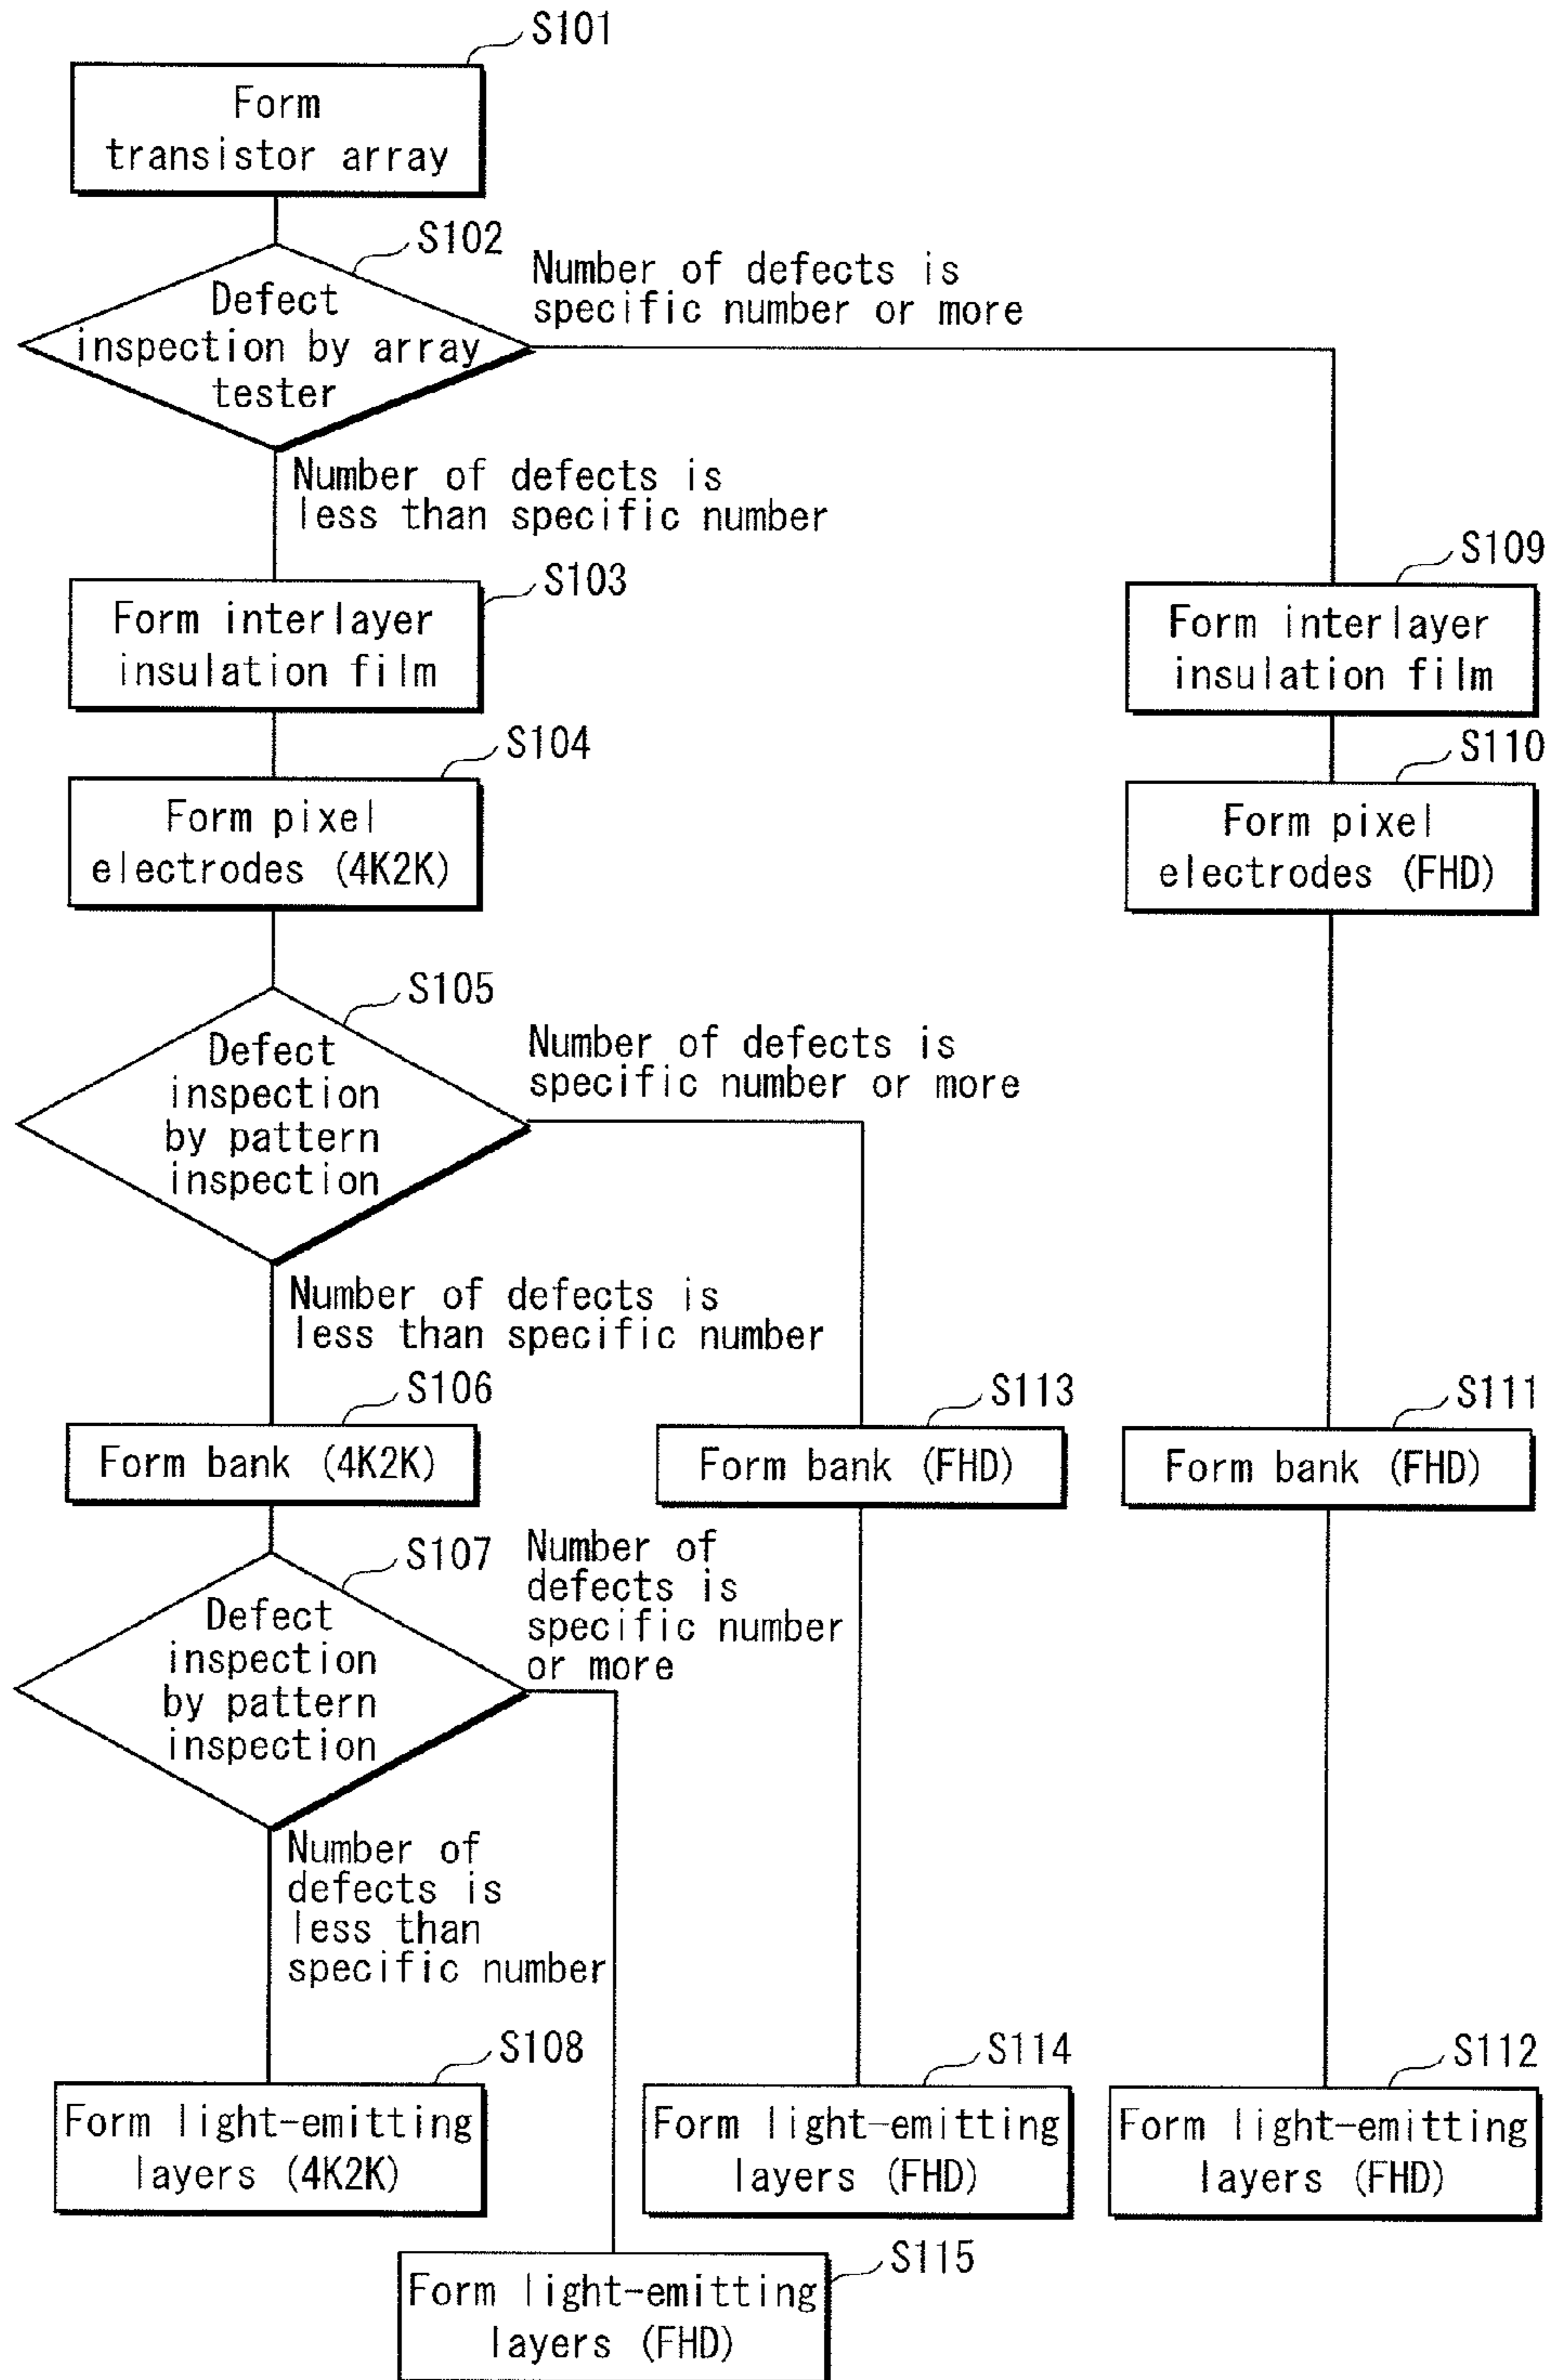 S101
Form
transistor array
S102
Defect
inspection by array
tester
Number of defects is
specific number or more
Number of defects is
less than specific number
S103
Form interlayer
insulation film
S109
Form interlayer
insulation film
S104
Form pixel
electrodes (4K2K)
S110
Form pixel
electrodes (FHD)
S105
Defect
inspection
by pattern
inspection
Number of defects is
specific number or more
Number of defects is
less than specific number
S106
Form bank (4K2K)
S113
Form bank (FHD)
S111
Form bank (FHD)
S107
Defect
inspection
by pattern
inspection
Number of
defects is
specific number
or more
Number of
defects is
less than
specific number
S108
Form light-emitting
layers (4K2K)
S114
Form light-emitting
layers (FHD)
S112
Form light-emitting
layers (FHD)
S115
Form light-emitting
layers (FHD)